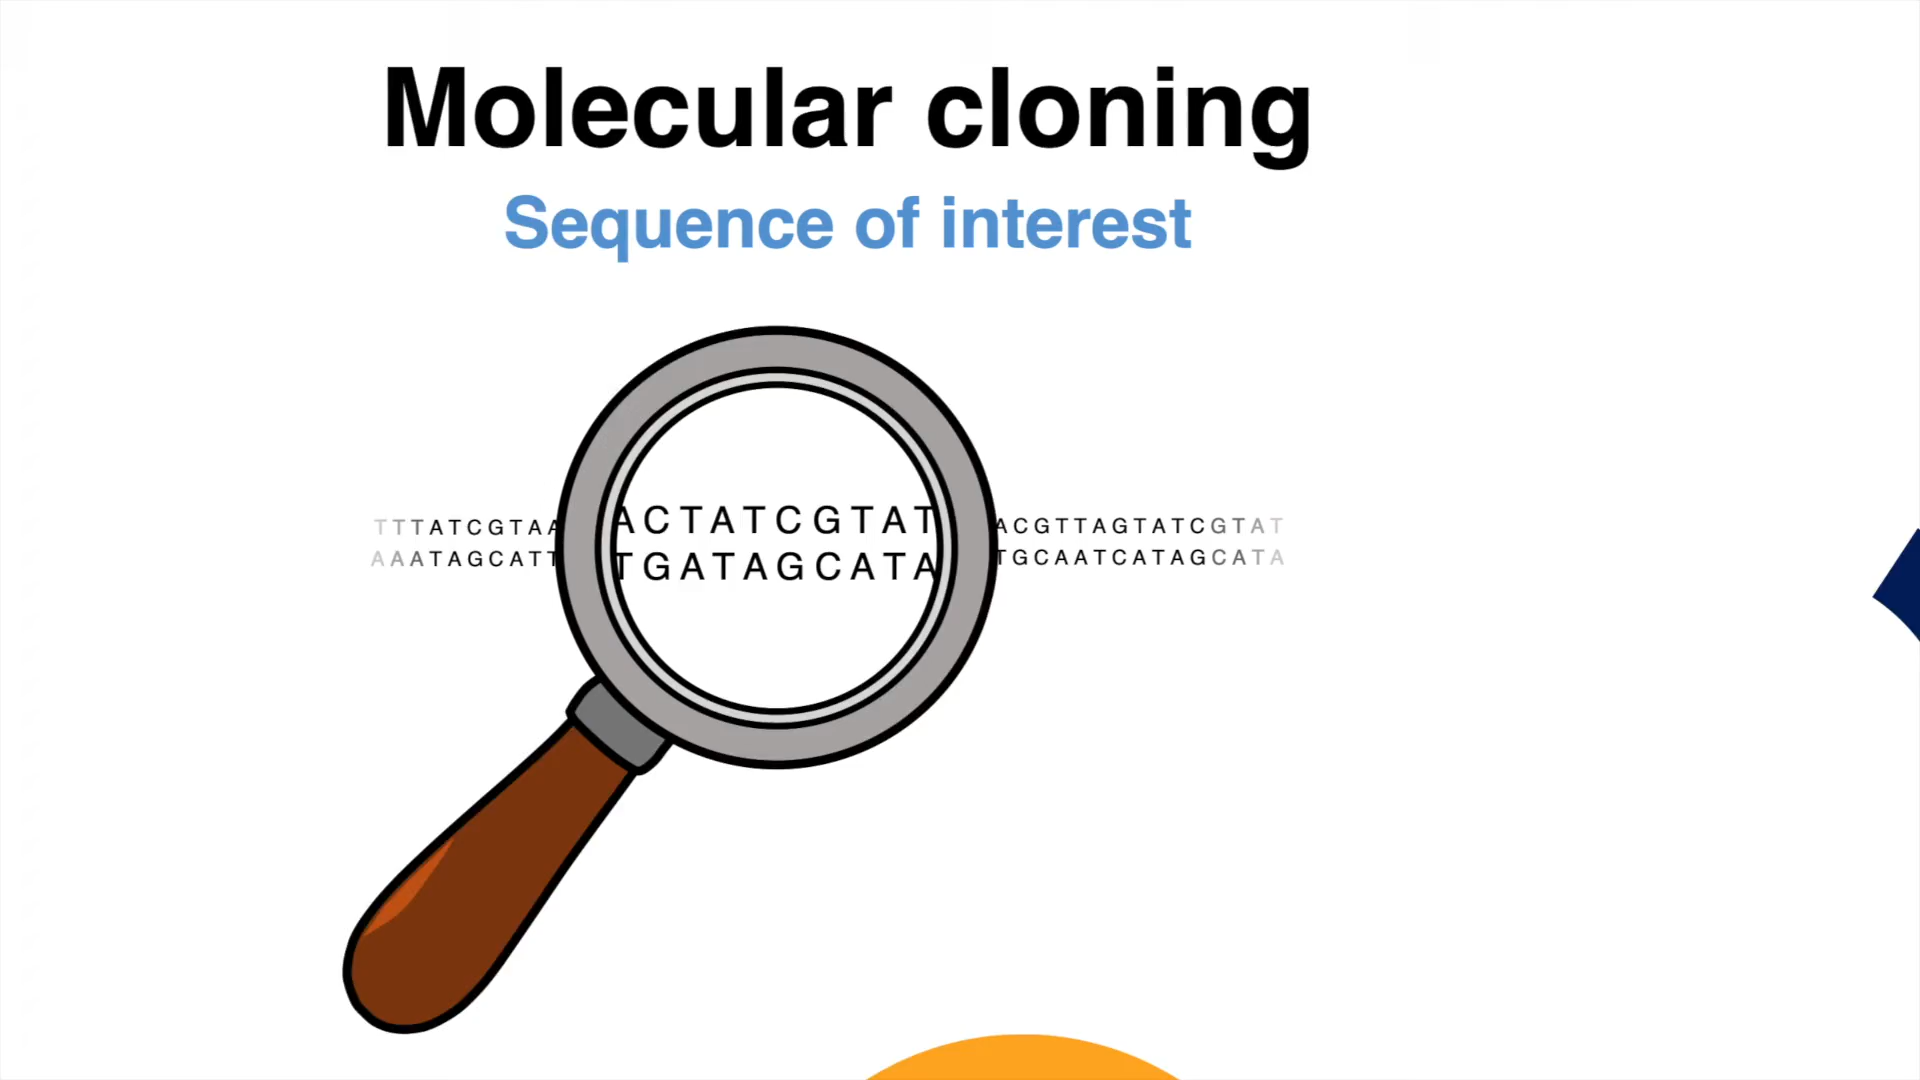 Molecular cloning
Sequence of interest
TTTATCGTAA ACTATCGTAT ACGTTAGTATCGTAT
AAATAGCATT TGATAGCATA TGCAATCATAGCATA